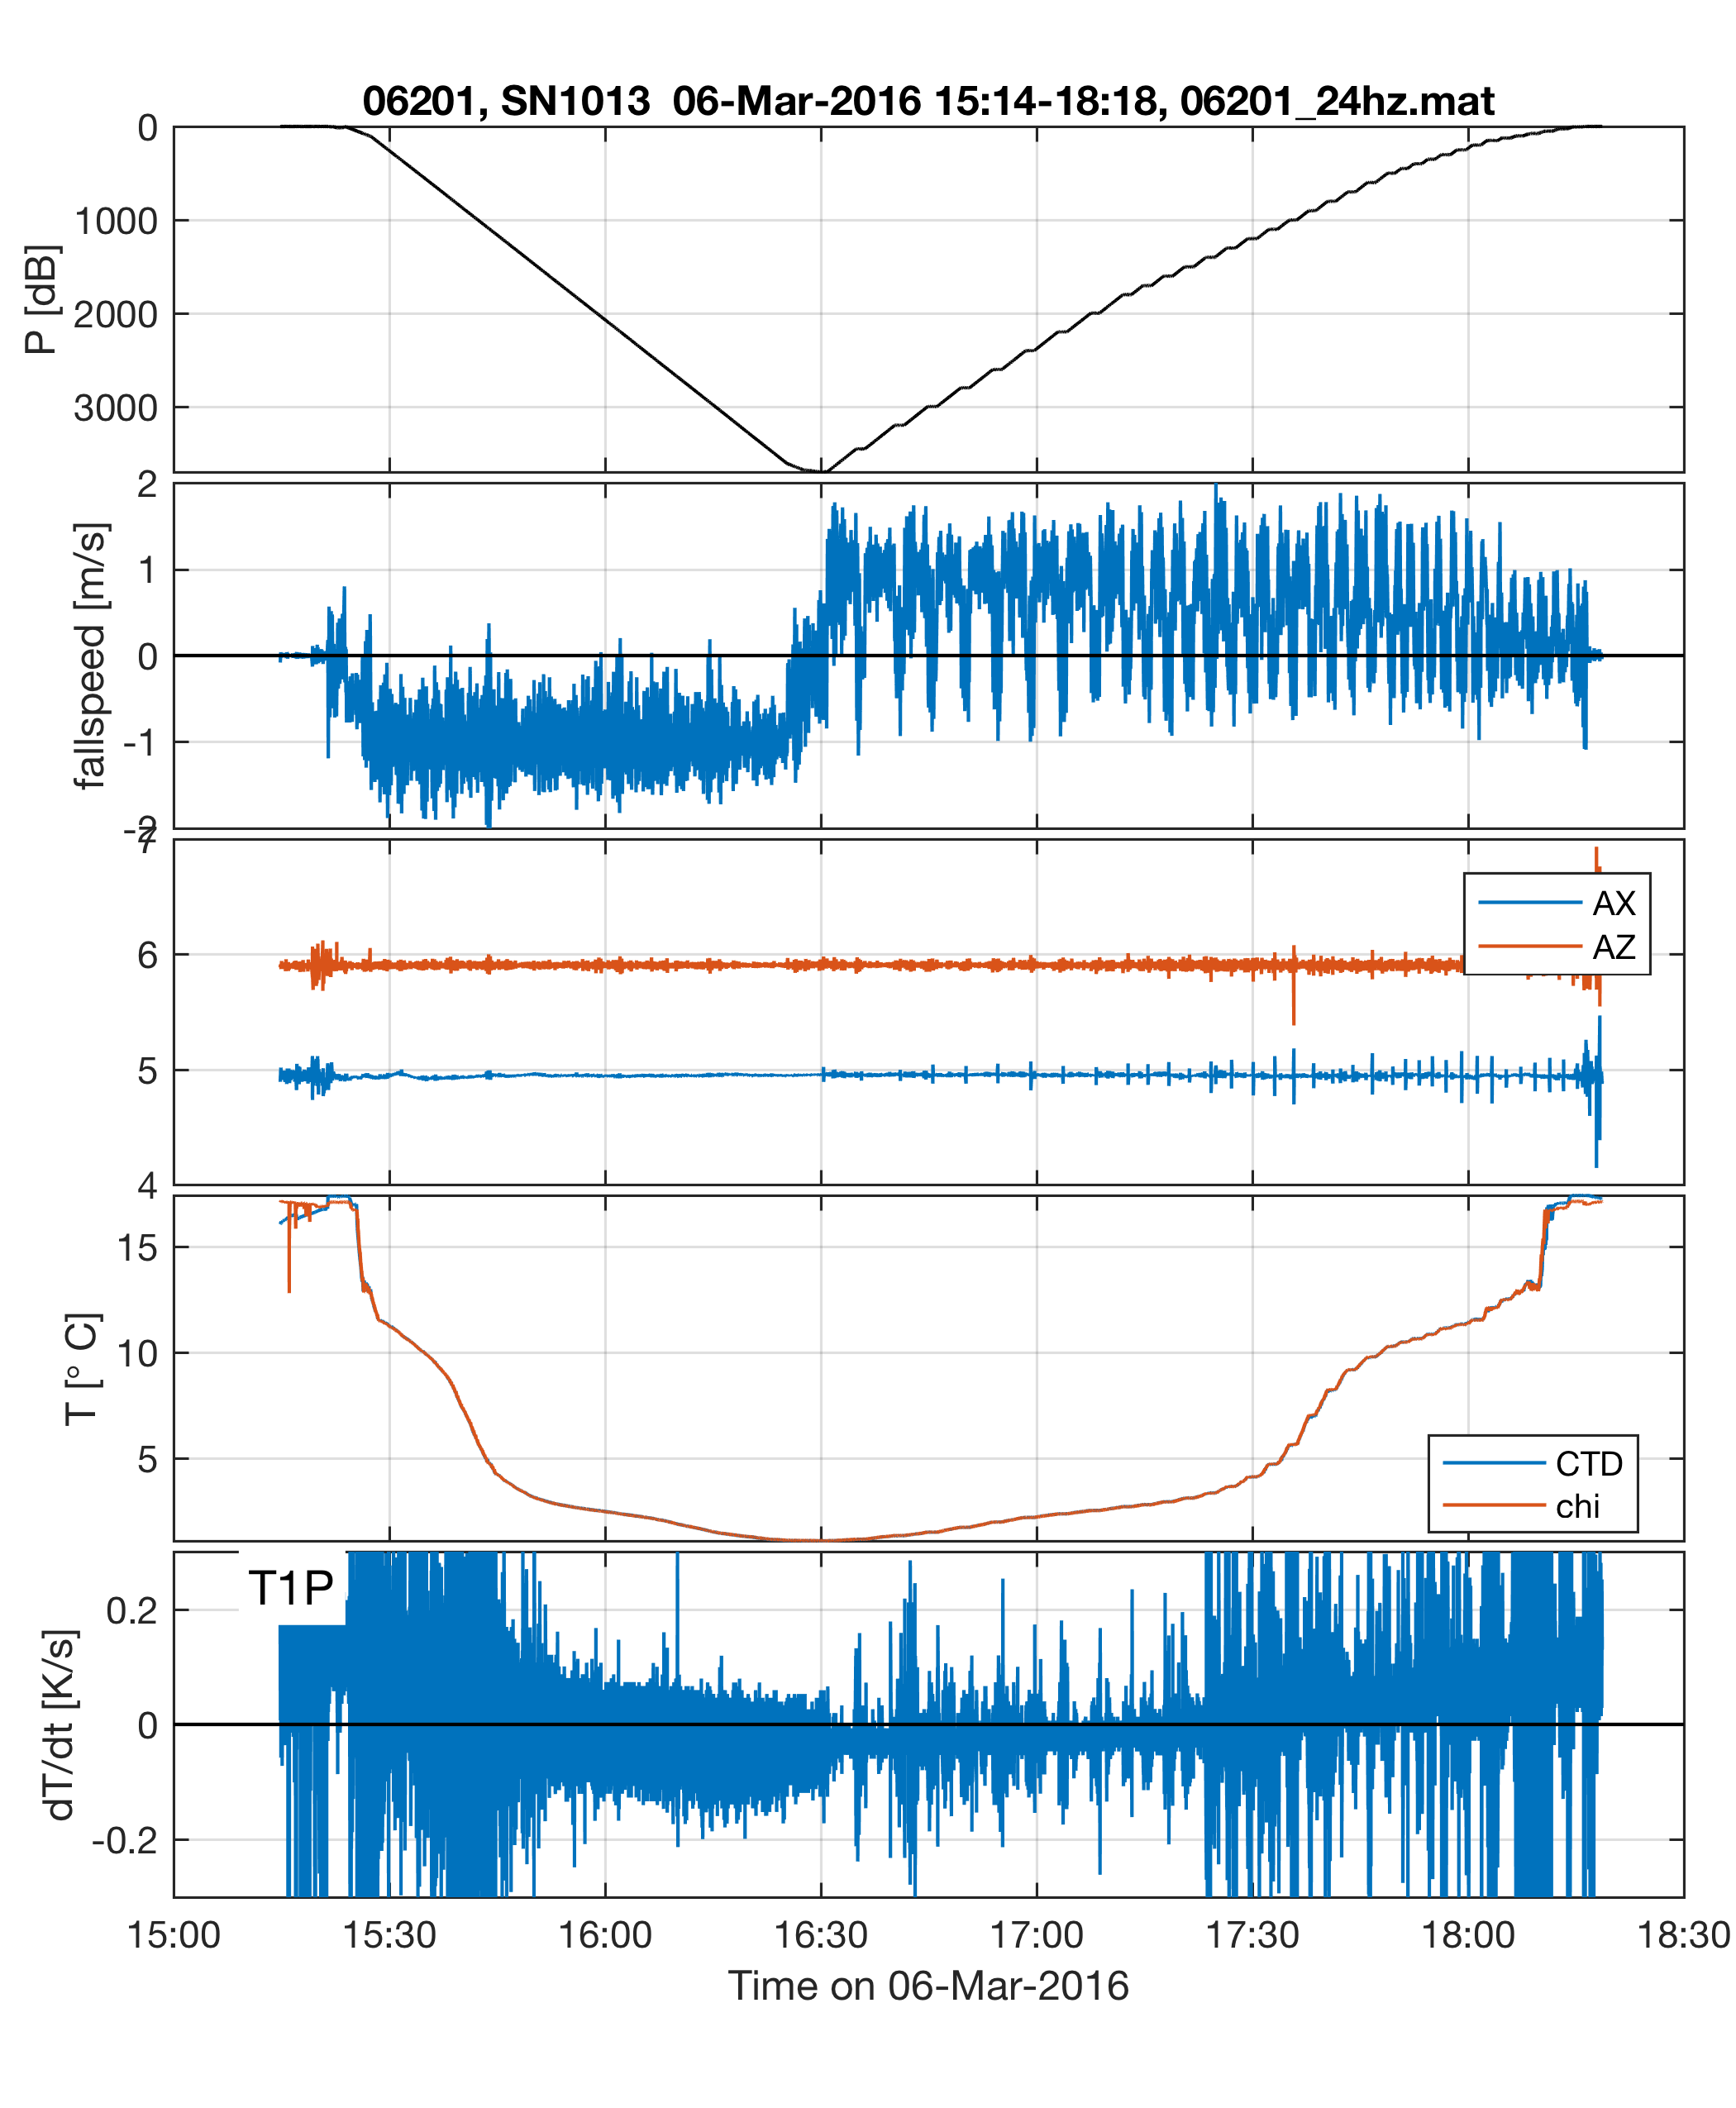 06201, SN1013  06-Mar-2016 15:14-18:18, 06201_24hz.mat
0
1000
2000
3000
P [dB]
2
1
0
-1
-2
fallspeed [m/s]
7
6
5
4
AX
AZ
15
10
5
T [° C]
CTD
chi
T1P
0.2
0
-0.2
dT/dt [K/s]
15:00 15:30 16:00 16:30 17:00 17:30 18:00 18:30
Time on 06-Mar-2016